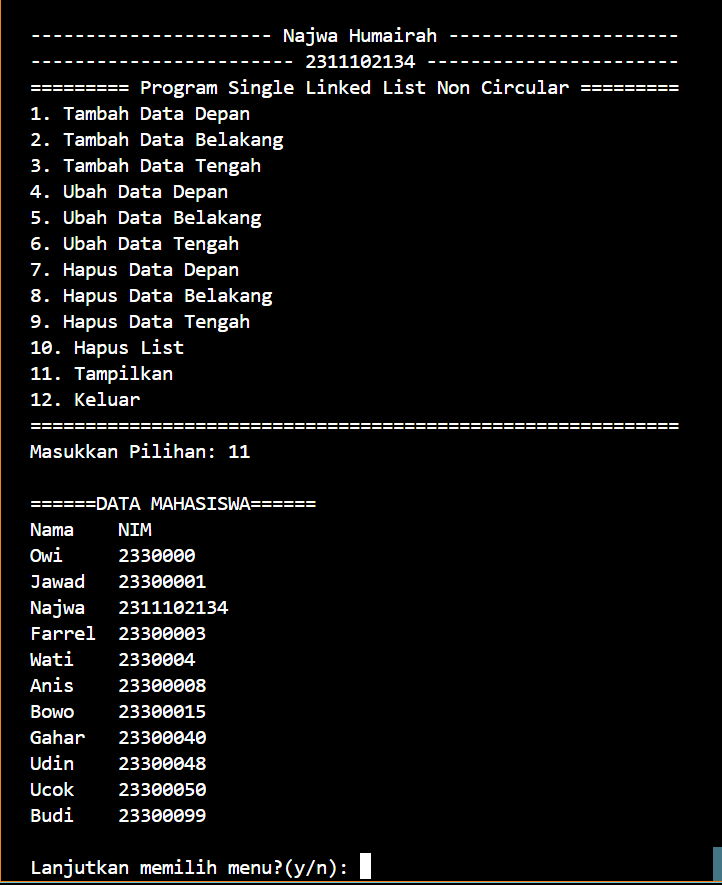 ---------------------- Najwa Humairah ---------------------
------------------------ 2311102134 -----------------------
========= Program Single Linked List Non Circular =========
1. Tambah Data Depan
2. Tambah Data Belakang
3. Tambah Data Tengah
4. Ubah Data Depan
5. Ubah Data Belakang
6. Ubah Data Tengah
7. Hapus Data Depan
8. Hapus Data Belakang
9. Hapus Data Tengah
10. Hapus List
11. Tampilkan
12. Keluar
===========================================================
Masukkan Pilihan: 11
======DATA MAHASISWA======
Nama    NIM
Owi     2330000
Jawad   23300001
Najwa   2311102134
Farrel  23300003
Wati    2330004
Anis    23300008
Bowo    23300015
Gahar   23300040
Udin    23300048
Ucok    23300050
Budi    23300099
Lanjutkan memilih menu?(y/n):